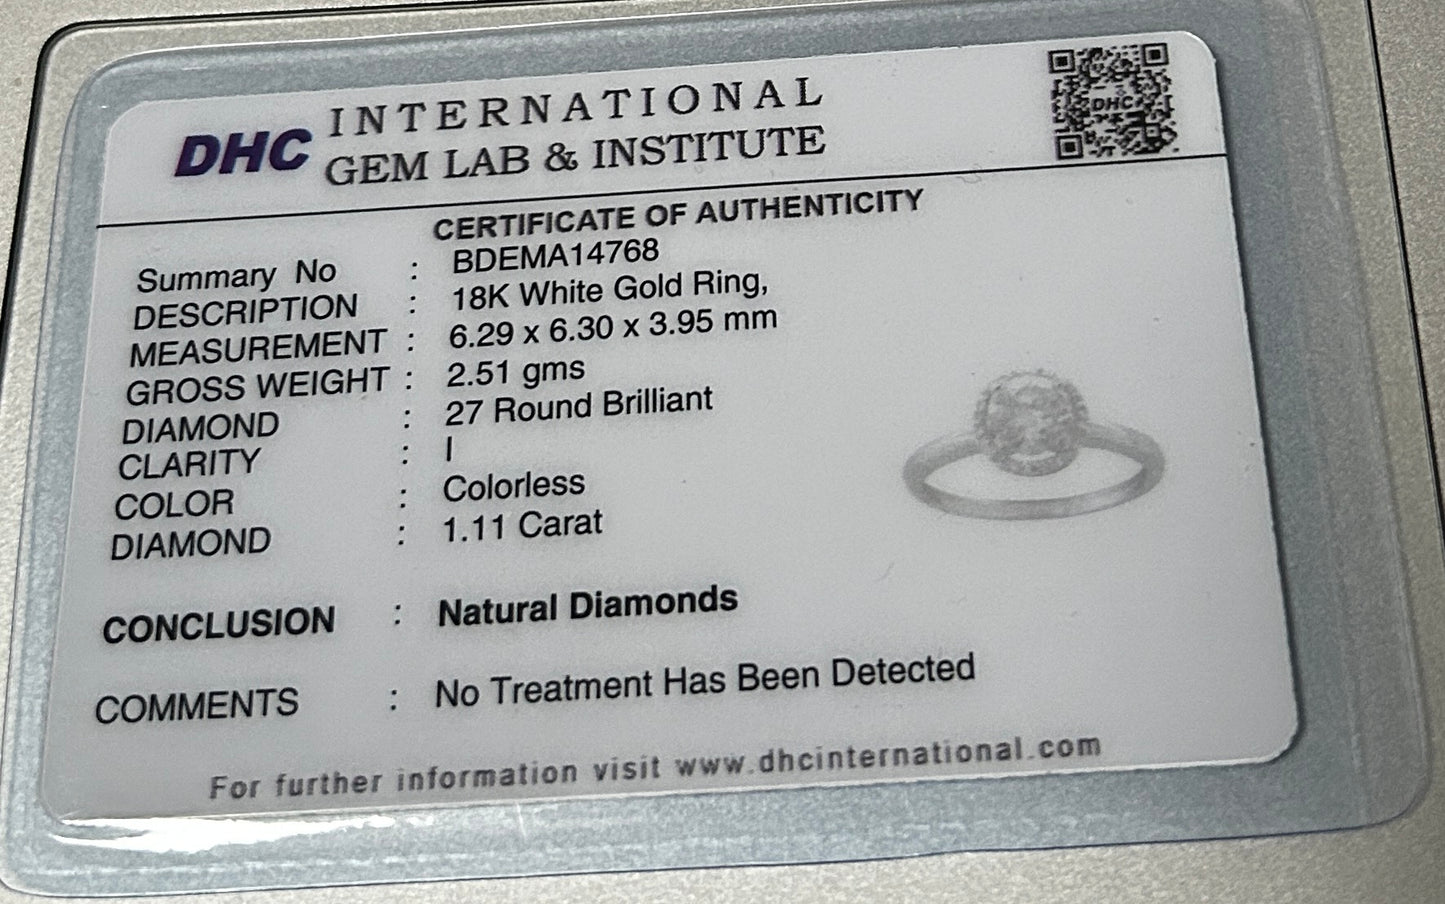 DHC INTERNATIONAL
GEM LAB & INSTITUTE
DHC
CERTIFICATE OF AUTHENTICITY
Summary No : BDEMA14768
DESCRIPTION : 18K White Gold Ring,
MEASUREMENT : 6.29 x 6.30 x 3.95 mm
GROSS WEIGHT : 2.51 gms
DIAMOND : 27 Round Brilliant
CLARITY : I
COLOR : Colorless
DIAMOND : 1.11 Carat
CONCLUSION : Natural Diamonds
COMMENTS : No Treatment Has Been Detected
For further information visit www.dhcinternational.com